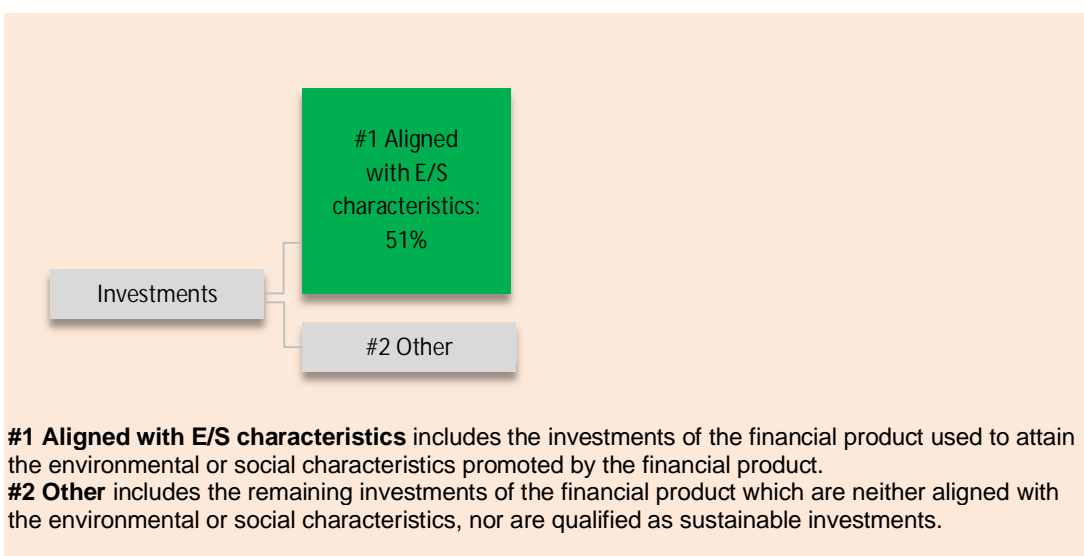 #1 Aligned
with E/S
characteristics:
51%
Investments
#2 Other
#1 Aligned with E/S characteristics includes the investments of the financial product used to attain
the environmental or social characteristics promoted by the financial product.
#2 Other includes the remaining investments of the financial product which are neither aligned with
the environmental or social characteristics, nor are qualified as sustainable investments.